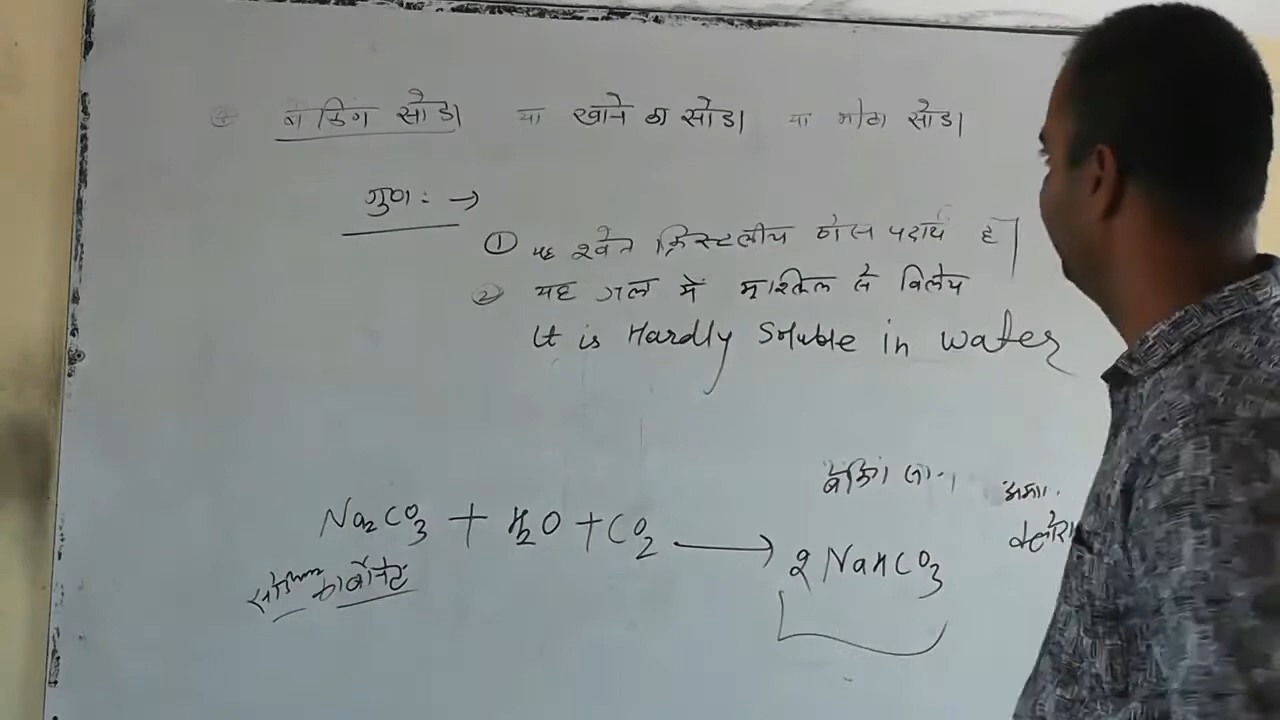 ④ बेकिंग सोडा या खाने का सोडा या मीठा सोडा
गुण : →
① यह श्वेत क्रिस्टलीय ठोस पदार्थ है।
② यह जल में मुश्किल से विलेय
It is Hardly Soluble in water
बेकिंग
Na₂CO₃ + H₂O + CO₂ → 2 NaHCO₃
सोडियम कार्बोनेट